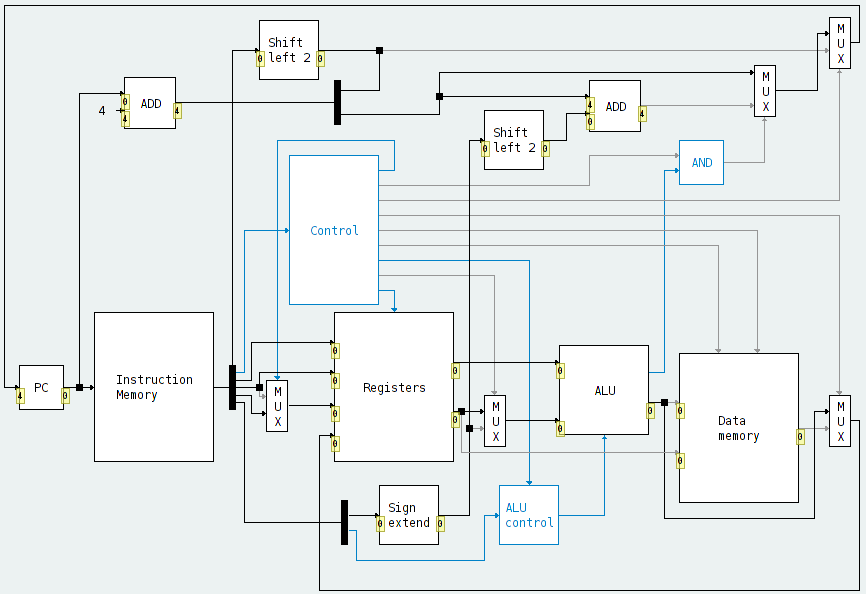 M
U
X
Shift
left 2
0
0
M
U
X
ADD
0
4
4
4
ADD
4
0
4
Shift
left 2
0
0
AND
Control
PC
4
0
Instruction
Memory
M
U
X
Registers
0
0
0
0
0
0
M
U
X
ALU
0
0
0
Data
memory
0
0
0
M
U
X
Sign
extend
0
0
ALU
control